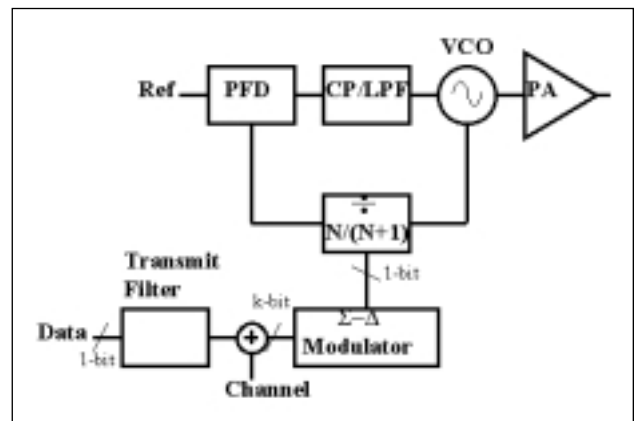 VCO
Ref
PFD
CP/LPF
PA
÷
N/(N+1)
1-bit
Transmit
Filter
k-bit
Σ–Δ
Modulator
Data
1-bit
+
Channel